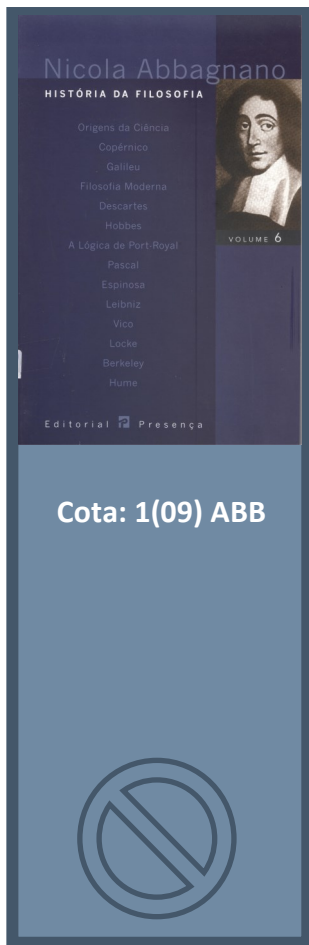 Nicola Abbagnano
HISTÓRIA DA FILOSOFIA
Origens da Ciência
Copérnico
Galileu
Filosofia Moderna
Descartes
Hobbes
A Lógica de Port-Royal
Pascal
Espinosa
Leibniz
Vico
Locke
Berkeley
Hume
VOLUME 6
Editorial Presença
Cota: 1(09) ABB